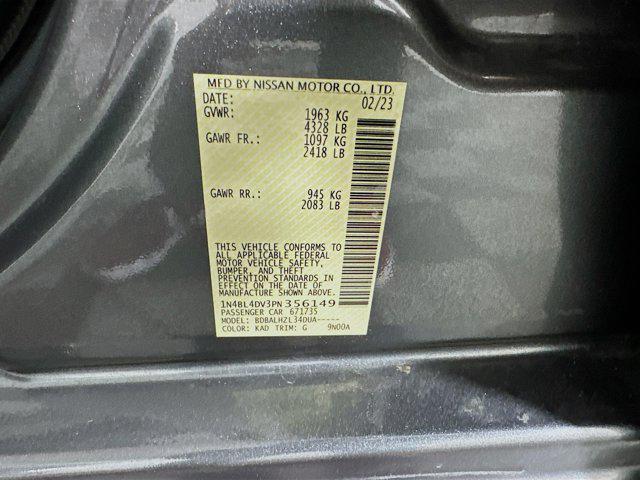 MFD BY NISSAN MOTOR CO., LTD.
DATE: 02/23
GVWR: 1963 KG
4328 LB
GAWR FR.: 1097 KG
2418 LB
GAWR RR.: 945 KG
2083 LB
THIS VEHICLE CONFORMS TO
ALL APPLICABLE FEDERAL
MOTOR VEHICLE SAFETY,
BUMPER, AND THEFT
PREVENTION STANDARDS IN
EFFECT ON THE DATE OF
MANUFACTURE SHOWN ABOVE.
1N4BL4DV3PN356149
PASSENGER CAR 671735
MODEL: BDBALHZL34DUA-----
COLOR: KAD TRIM: G 9N00A